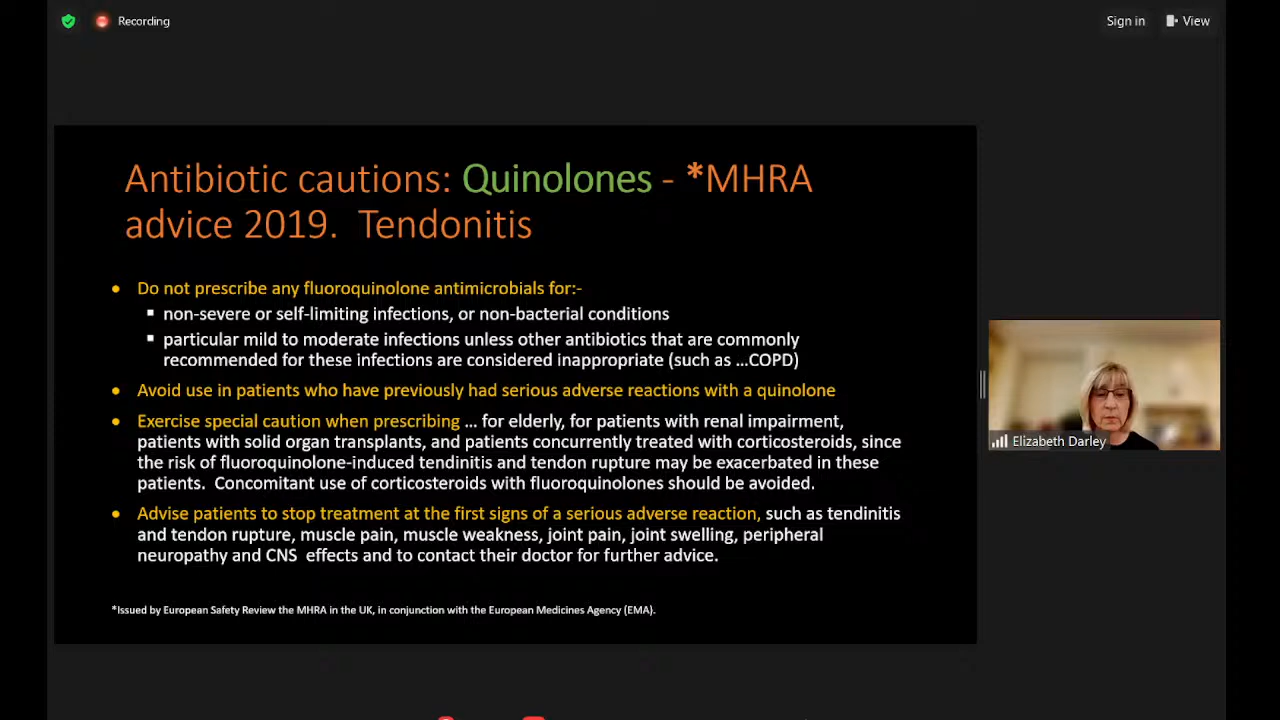 Recording
Sign in
View
Antibiotic cautions: Quinolones - *MHRA
advice 2019. Tendonitis
• Do not prescribe any fluoroquinolone antimicrobials for:-
▪ non-severe or self-limiting infections, or non-bacterial conditions
▪ particular mild to moderate infections unless other antibiotics that are commonly
recommended for these infections are considered inappropriate (such as ...COPD)
• Avoid use in patients who have previously had serious adverse reactions with a quinolone
• Exercise special caution when prescribing ... for elderly, for patients with renal impairment,
patients with solid organ transplants, and patients concurrently treated with corticosteroids, since
the risk of fluoroquinolone-induced tendinitis and tendon rupture may be exacerbated in these
patients. Concomitant use of corticosteroids with fluoroquinolones should be avoided.
• Advise patients to stop treatment at the first signs of a serious adverse reaction, such as tendinitis
and tendon rupture, muscle pain, muscle weakness, joint pain, joint swelling, peripheral
neuropathy and CNS effects and to contact their doctor for further advice.
*Issued by European Safety Review the MHRA in the UK, in conjunction with the European Medicines Agency (EMA).
Elizabeth Darley